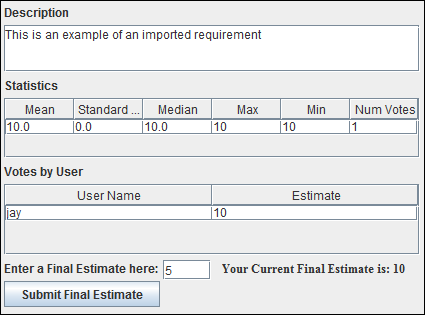 Description
This is an example of an imported requirement
Statistics
Mean Standard ... Median Max Min Num Votes
10.0 0.0 10.0 10 10 1
Votes by User
User Name Estimate
jay 10
Enter a Final Estimate here: 5 Your Current Final Estimate is: 10
Submit Final Estimate